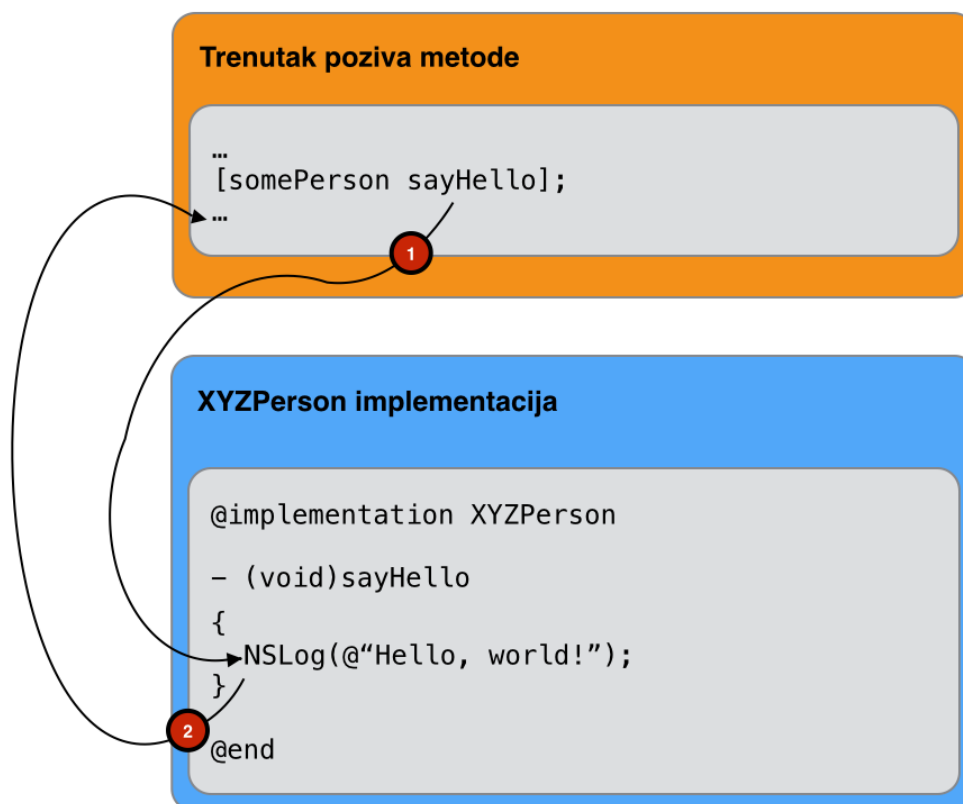 Trenutak poziva metode
…
[somePerson sayHello];
…
1
XYZPerson implementacija
@implementation XYZPerson
– (void)sayHello
{
NSLog(@“Hello, world!”);
}
2
@end